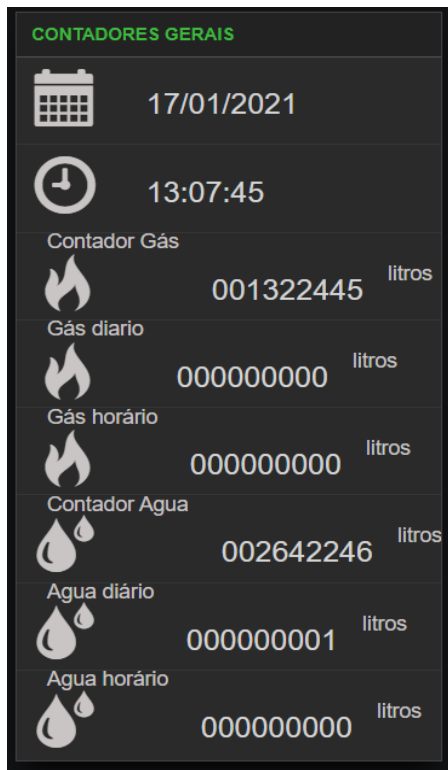 CONTADORES GERAIS
17/01/2021
13:07:45
Contador Gás
001322445 litros
Gás diario
000000000 litros
Gás horário
000000000 litros
Contador Agua
002642246 litros
Agua diário
000000001 litros
Agua horário
000000000 litros